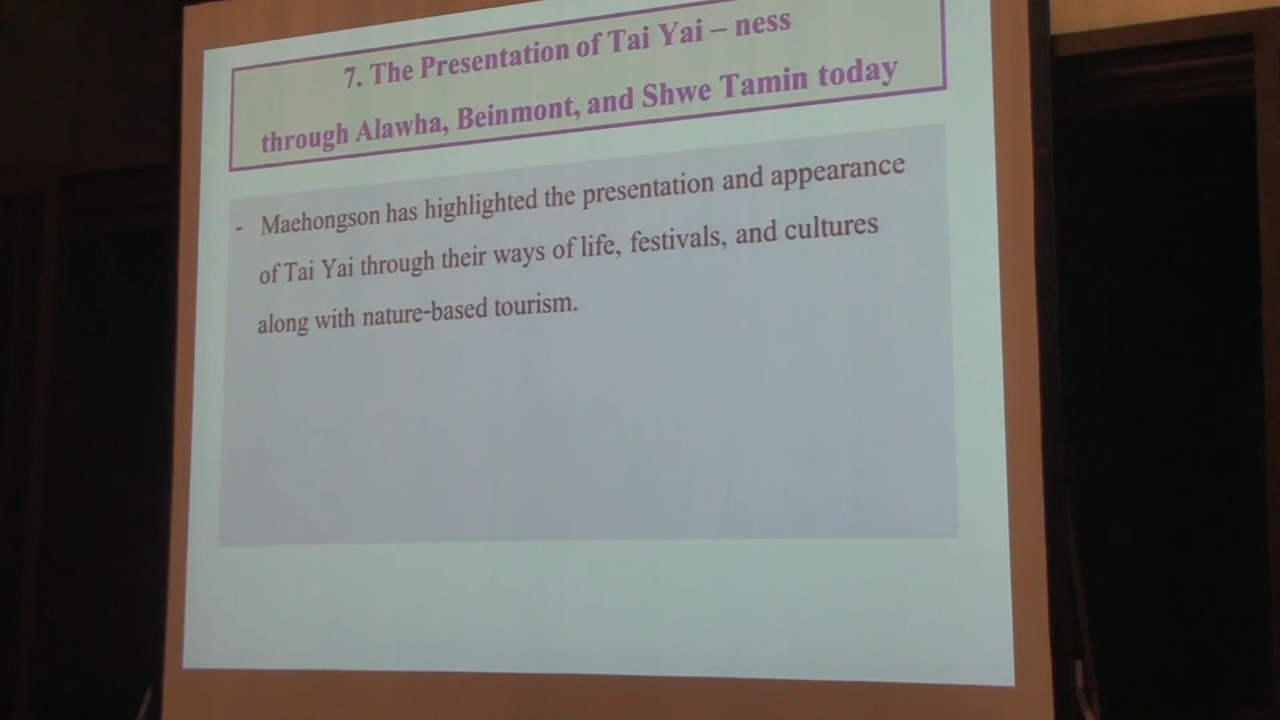 7. The Presentation of Tai Yai – ness
through Alawha, Beinmont, and Shwe Tamin today
- Maehongson has highlighted the presentation and appearance
of Tai Yai through their ways of life, festivals, and cultures
along with nature-based tourism.